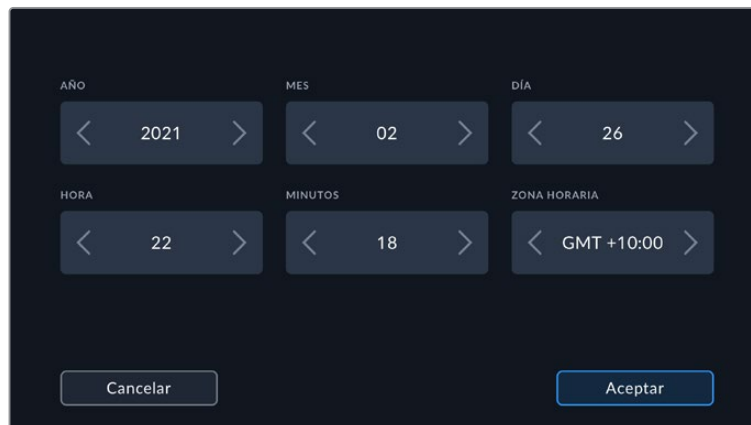 AÑO MES DÍA
2021 02 26
HORA MINUTOS ZONA HORARIA
22 18 GMT +10:00
Cancelar Aceptar